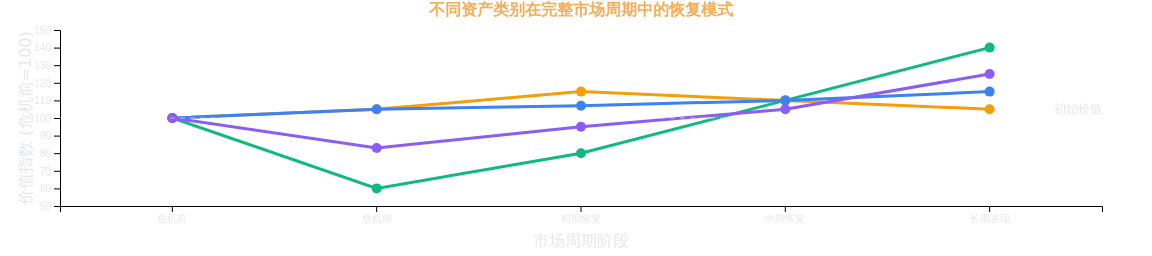 不同资产类别在完整市场周期中的恢复模式
价值指数 (危机前=100)
150
140
130
120
110
100
90
80
70
60
50
初始价值
危机前
危机期
初期恢复
中期恢复
长期表现
市场周期阶段